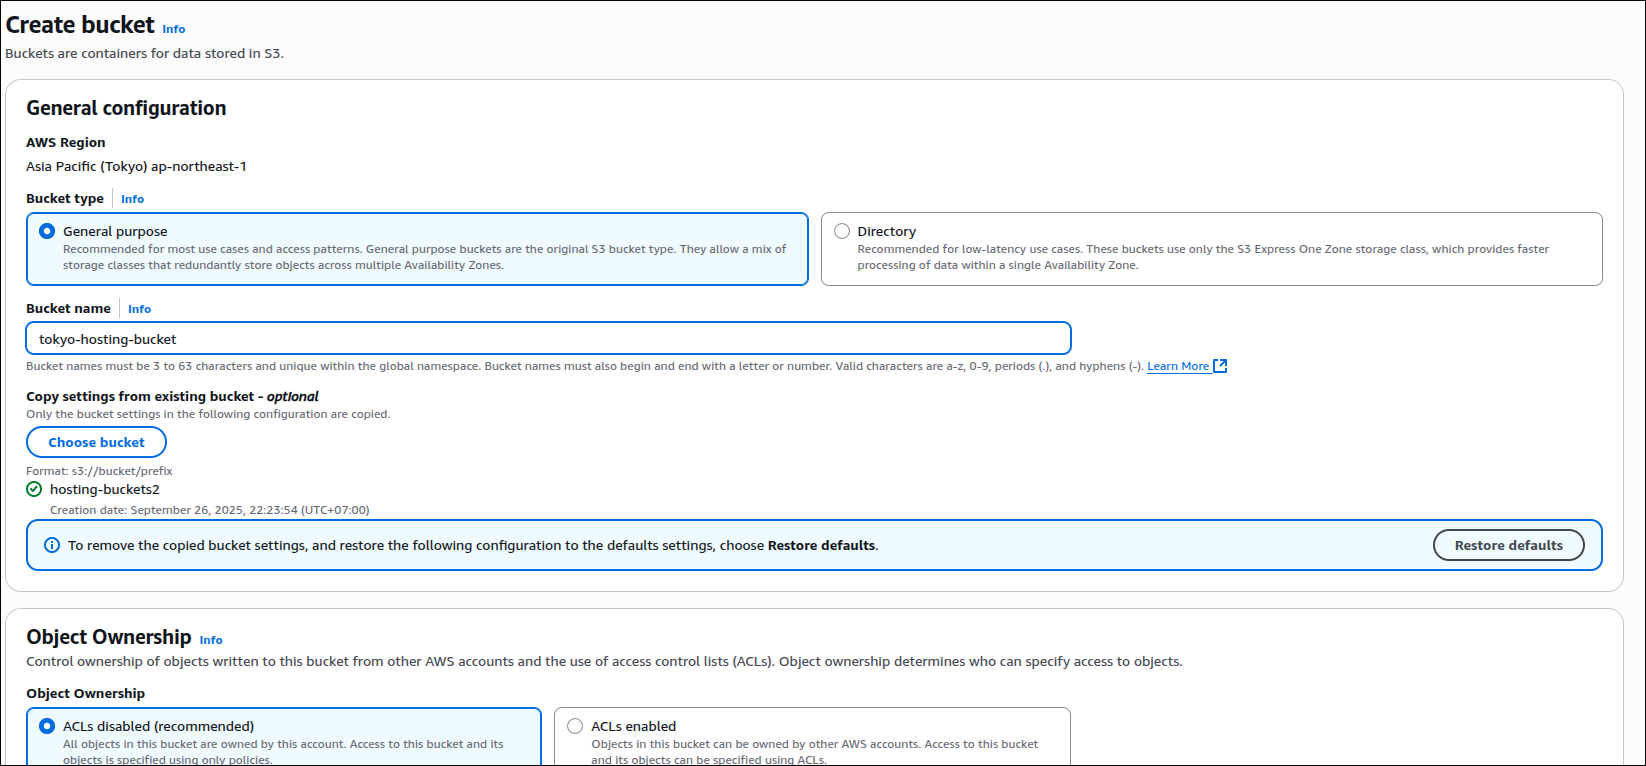 Create bucket Info
Buckets are containers for data stored in S3.
General configuration
AWS Region
Asia Pacific (Tokyo) ap-northeast-1
Bucket type Info
General purpose
Recommended for most use cases and access patterns. General purpose buckets are the original S3 bucket type. They allow a mix of
storage classes that redundantly store objects across multiple Availability Zones.
Directory
Recommended for low-latency use cases. These buckets use only the S3 Express One Zone storage class, which provides faster
processing of data within a single Availability Zone.
Bucket name Info
tokyo-hosting-bucket
Bucket names must be 3 to 63 characters and unique within the global namespace. Bucket names must also begin and end with a letter or number. Valid characters are a-z, 0-9, periods (.), and hyphens (-). Learn More
Copy settings from existing bucket - optional
Only the bucket settings in the following configuration are copied.
Choose bucket
Format: s3://bucket/prefix
hosting-buckets2
Creation date: September 26, 2025, 22:23:54 (UTC+07:00)
To remove the copied bucket settings, and restore the following configuration to the defaults settings, choose Restore defaults.
Restore defaults
Object Ownership Info
Control ownership of objects written to this bucket from other AWS accounts and the use of access control lists (ACLs). Object ownership determines who can specify access to objects.
Object Ownership
ACLs disabled (recommended)
All objects in this bucket are owned by this account. Access to this bucket and its
objects is specified using only policies.
ACLs enabled
Objects in this bucket can be owned by other AWS accounts. Access to this bucket
and its objects can be specified using ACLs.